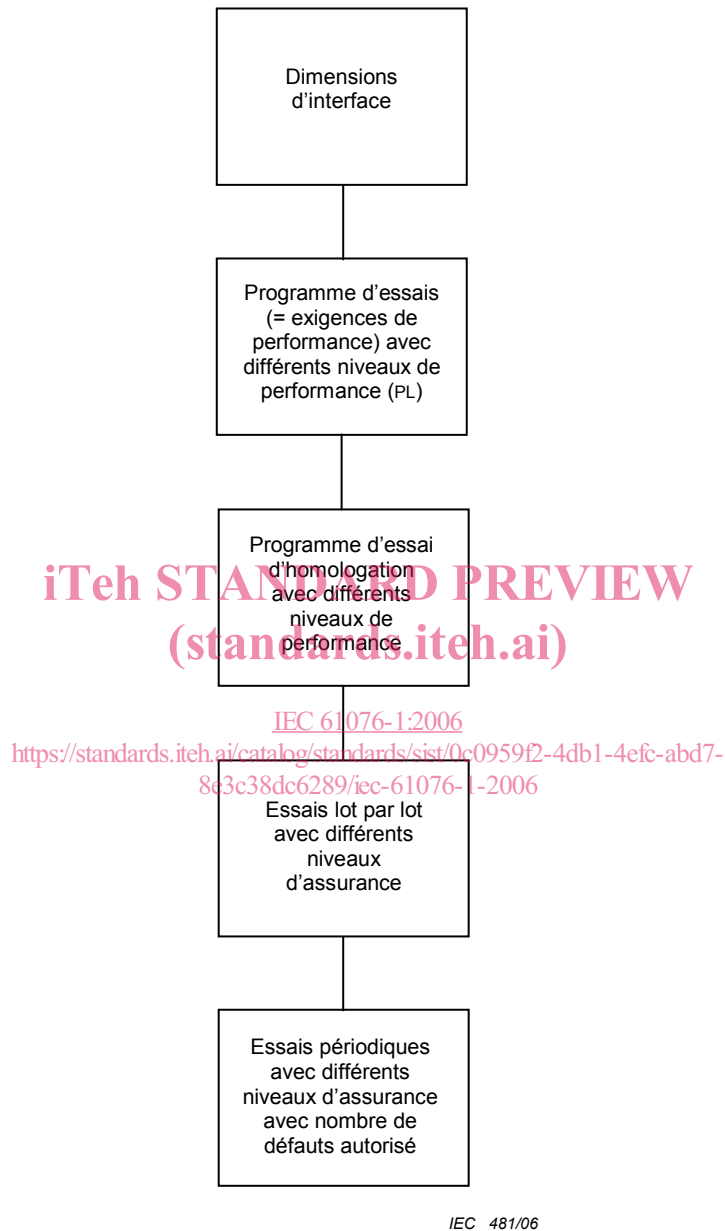 Dimensions
d'interface
Programme d'essais
(= exigences de
performance) avec
différents niveaux de
performance (PL)
Programme d'essai
d'homologation
avec différents
niveaux de
performance
iTeh STANDARD PREVIEW
(standards.iteh.ai)
IEC 61076-1:2006
https://standards.iteh.ai/catalog/standards/sist/0c0959f2-4db1-4efc-abd7-
8e3c38dc6289/iec-61076-1-2006
Essais lot par lot
avec différents
niveaux
d'assurance
Essais périodiques
avec différents
niveaux d'assurance
avec nombre de
défauts autorisé
IEC 481/06